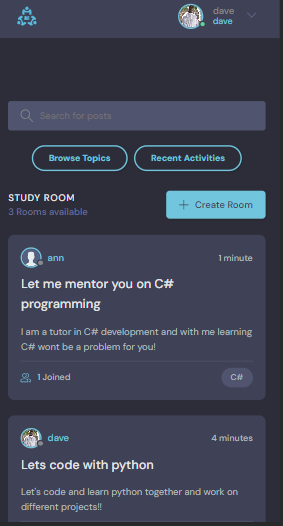 dave
dave
Search for posts
Browse Topics
Recent Activities
STUDY ROOM
3 Rooms available
+ Create Room
ann
1 minute
Let me mentor you on C#
programming
I am a tutor in C# development and with me learning
C# wont be a problem for you!
1 Joined
C#
dave
4 minutes
Lets code with python
Let's code and learn python together and work on
different projects!!